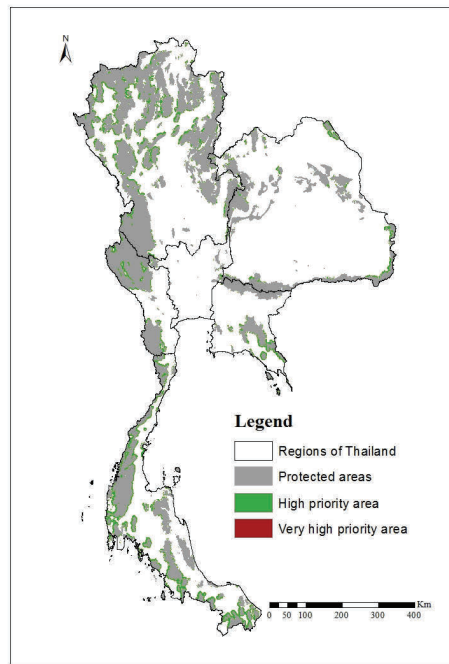 N
Legend
Regions of Thailand
Protected areas
High priority area
Very high priority area
Km
0 50 100 200 300 400